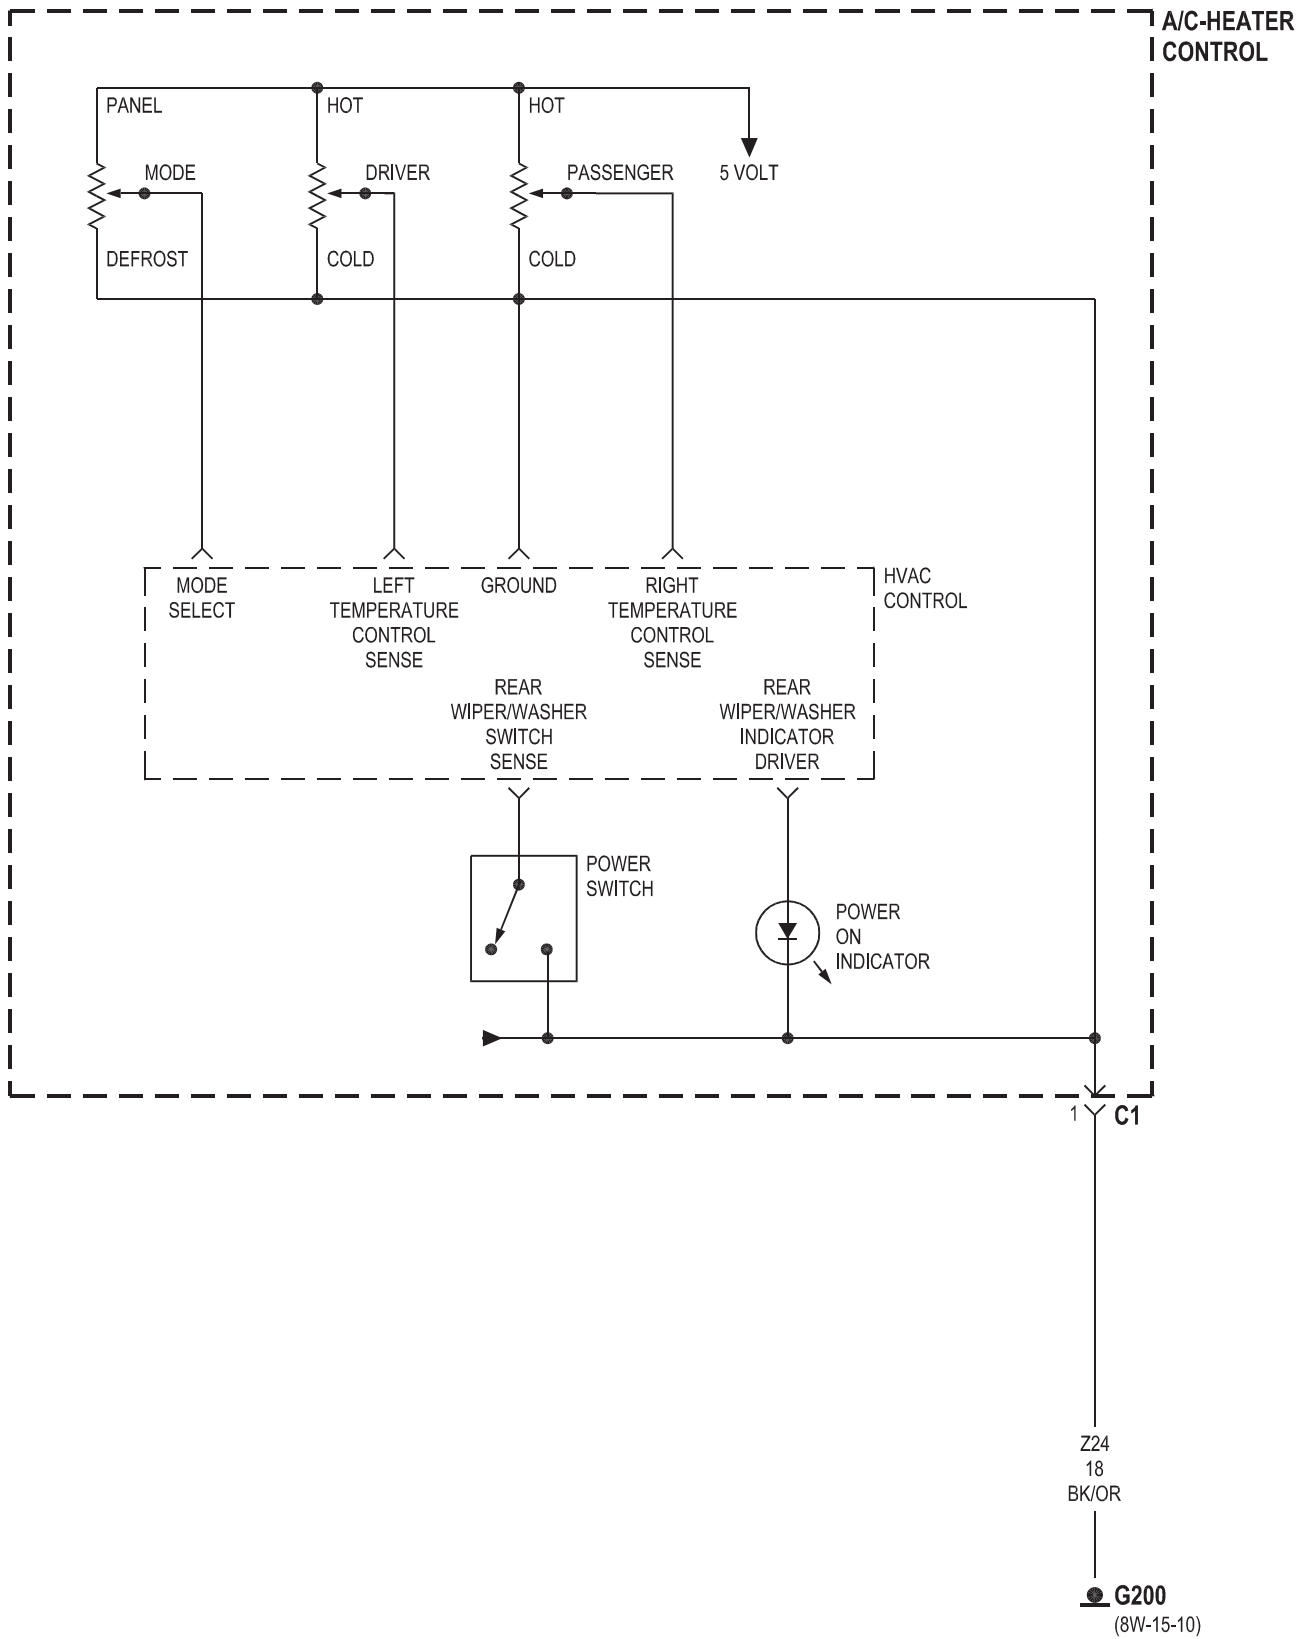 A/C-HEATER
CONTROL
PANEL
HOT
HOT
MODE
DRIVER
PASSENGER
5 VOLT
DEFROST
COLD
COLD
MODE
SELECT
LEFT
TEMPERATURE
CONTROL
SENSE
GROUND
RIGHT
TEMPERATURE
CONTROL
SENSE
HVAC
CONTROL
REAR
WIPER/WASHER
SWITCH
SENSE
REAR
WIPER/WASHER
INDICATOR
DRIVER
POWER
SWITCH
POWER
ON
INDICATOR
1
C1
Z24
18
BK/OR
G200
(8W-15-10)